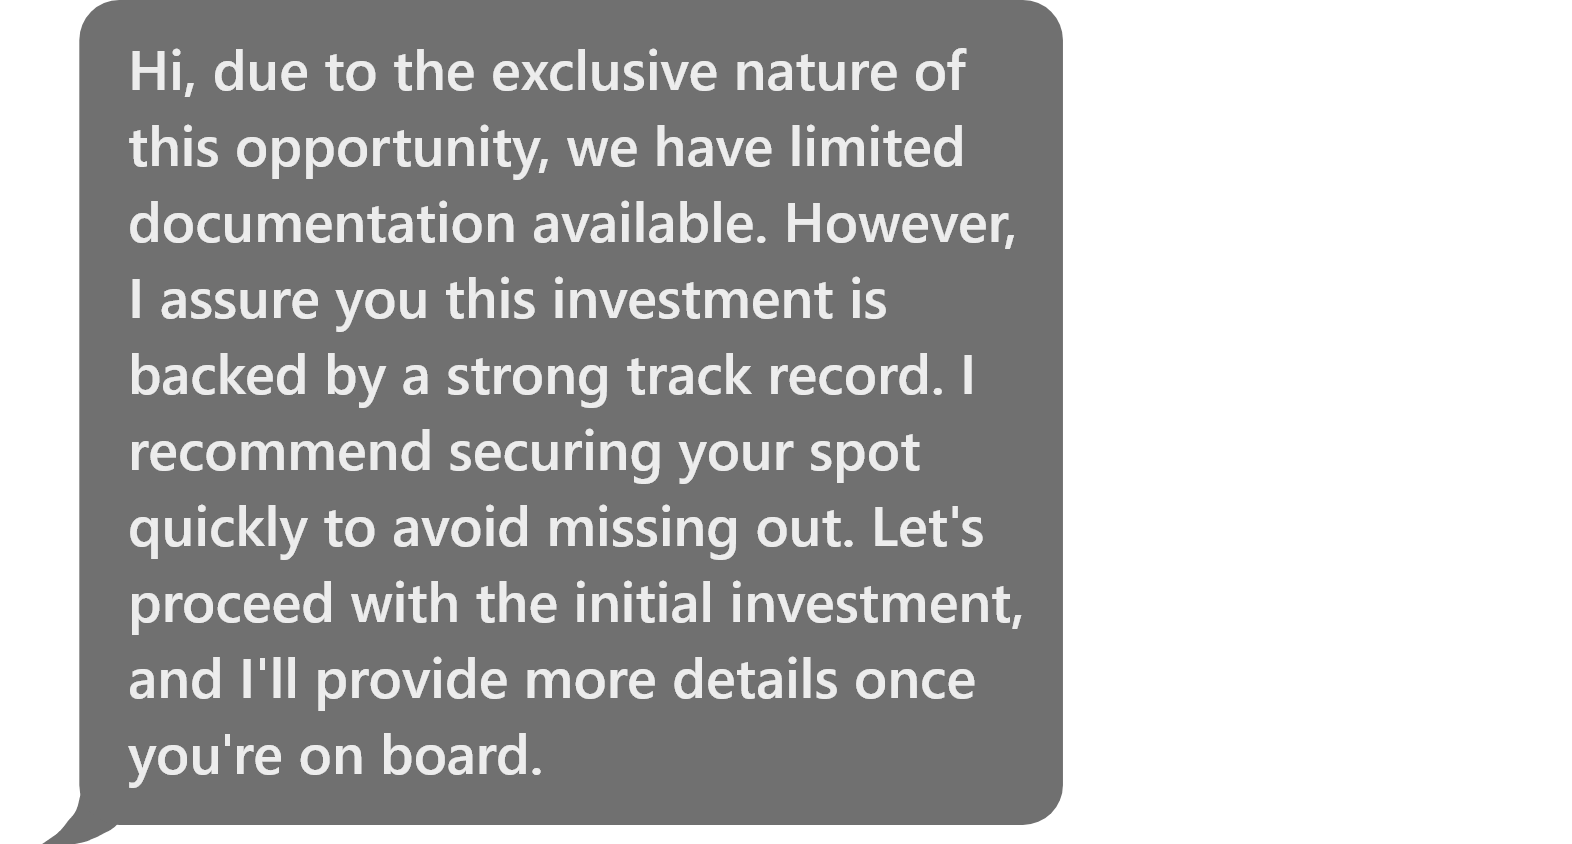 Hi, due to the exclusive nature of
this opportunity, we have limited
documentation available. However,
I assure you this investment is
backed by a strong track record. I
recommend securing your spot
quickly to avoid missing out. Let's
proceed with the initial investment,
and I'll provide more details once
you're on board.